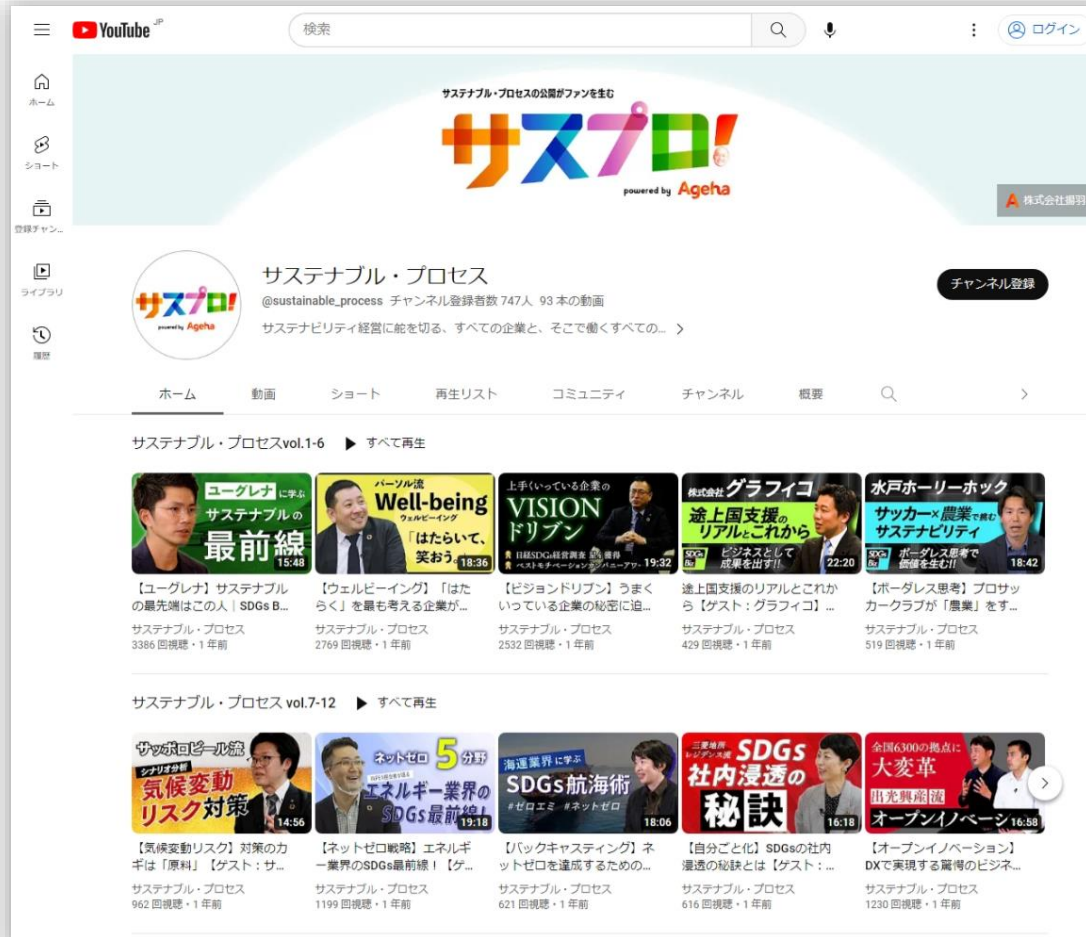 YouTube JP
検索
ログイン
ホーム
ショート
登録チャン...
ライブラリ
履歴
サステナブル・プロセスの公開がファンを生む
サスプロ!
powered by Ageha
株式会社揚羽
サスプロ!
powered by Ageha
サステナブル・プロセス
@sustainable_process チャンネル登録者数 747人 93 本の動画
サステナビリティ経営に舵を切る、すべての企業と、そこで働くすべての...
チャンネル登録
ホーム 動画 ショート 再生リスト コミュニティ チャンネル 概要
サステナブル・プロセスvol.1-6 すべて再生
ユーグレナに学ぶ
サステナブルの
最前線
15:48
パーソル流
Well-being
ウェルビーイング
「はたらいて、
笑おう。
18:36
上手くいっている企業の
VISION
ドリブン
日経SDGs経営調査
19:32
株式会社グラフィコ
途上国支援の
リアルとこれから
SDGs Biz
ビジネスとして
成果を出す!!
22:20
水戸ホーリーホック
サッカー×農業で挑む
サステナビリティ
SDGs Biz
ボーダレス思考で
価値を生む!!
18:42
【ユーグレナ】サステナブル
の最先端はこの人｜SDGs B...
サステナブル・プロセス
3386 回視聴・1 年前
【ウェルビーイング】「はた
らく」を最も考える企業が...
サステナブル・プロセス
2769 回視聴・1 年前
【ビジョンドリブン】うまく
いっている企業の秘密に迫...
サステナブル・プロセス
2532 回視聴・1 年前
途上国支援のリアルとこれか
ら【ゲスト：グラフィコ】...
サステナブル・プロセス
429 回視聴・1 年前
【ボーダレス思考】プロサッ
カークラブが「農業」をす...
サステナブル・プロセス
519 回視聴・1 年前
サステナブル・プロセス vol.7-12 すべて再生
サッポロビール流
シナリオ分析
気候変動
リスク対策
14:56
ネットゼロ5分野
エネルギー業界の
SDGs最前線!
19:18
海運業界に学ぶ
SDGs航海術
#ゼロエミ #ネットゼロ
18:06
三菱地所
レジデンス流
SDGs
社内浸透の
秘訣
16:18
全国6300の拠点に
大変革
出光興産流
オープンイノベーシ
16:58
【気候変動リスク】対策のカ
ギは「原料」【ゲスト：サ...
サステナブル・プロセス
962 回視聴・1 年前
【ネットゼロ戦略】エネルギ
ー業界のSDGs最前線！【ゲ...
サステナブル・プロセス
1199 回視聴・1 年前
【バックキャスティング】ネ
ットゼロを達成するための...
サステナブル・プロセス
621 回視聴・1 年前
【自分ごと化】SDGsの社内
浸透の秘訣とは【ゲスト：...
サステナブル・プロセス
616 回視聴・1 年前
【オープンイノベーション】
DXで実現する驚愕のビジネ...
サステナブル・プロセス
1230 回視聴・1 年前